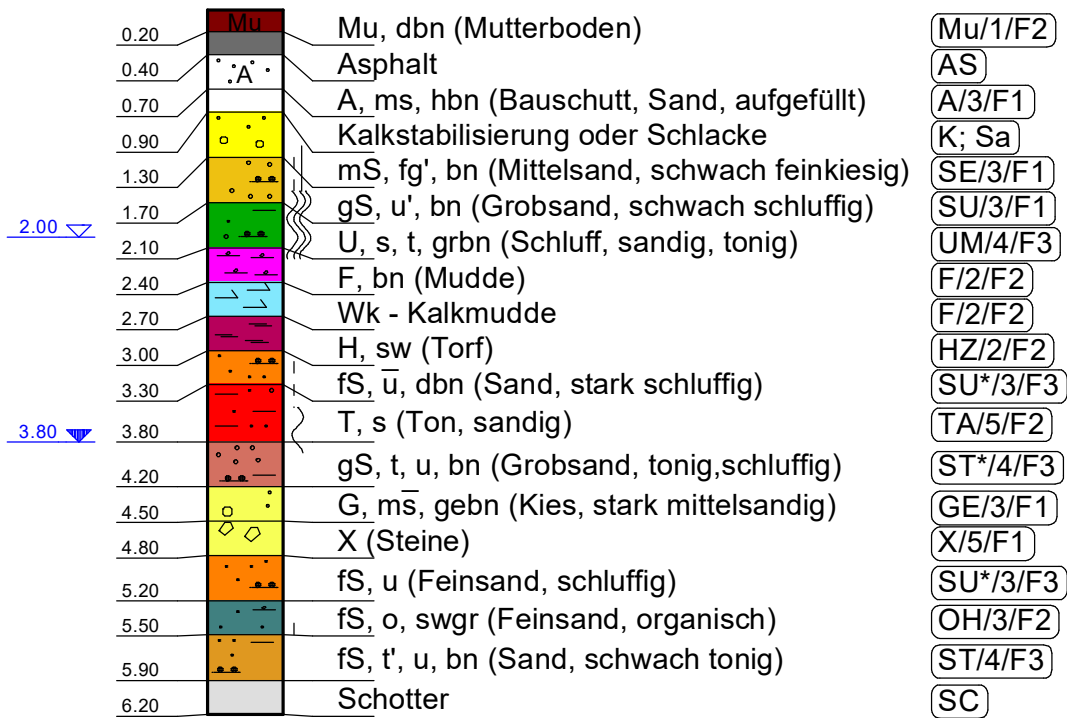 Mu
0.20 Mu, dbn (Mutterboden) Mu/1/F2
0.40 Asphalt AS
A
0.70 A, ms, hbn (Bauschutt, Sand, aufgefüllt) A/3/F1
0.90 Kalkstabilisierung oder Schlacke K; Sa
1.30 mS, fg', bn (Mittelsand, schwach feinkiesig) SE/3/F1
1.70 gS, u', bn (Grobsand, schwach schluffig) SU/3/F1
2.00
2.10 U, s, t, grbn (Schluff, sandig, tonig) UM/4/F3
2.40 F, bn (Mudde) F/2/F2
2.70 Wk - Kalkmudde F/2/F2
3.00 H, sw (Torf) HZ/2/F2
3.30 fS, u̅, dbn (Sand, stark schluffig) SU*/3/F3
3.80 3.80 T, s (Ton, sandig) TA/5/F2
4.20 gS, t, u, bn (Grobsand, tonig,schluffig) ST*/4/F3
4.50 G, ms̅, gebn (Kies, stark mittelsandig) GE/3/F1
4.80 X (Steine) X/5/F1
5.20 fS, u (Feinsand, schluffig) SU*/3/F3
5.50 fS, o, swgr (Feinsand, organisch) OH/3/F2
5.90 fS, t', u, bn (Sand, schwach tonig) ST/4/F3
6.20 Schotter SC